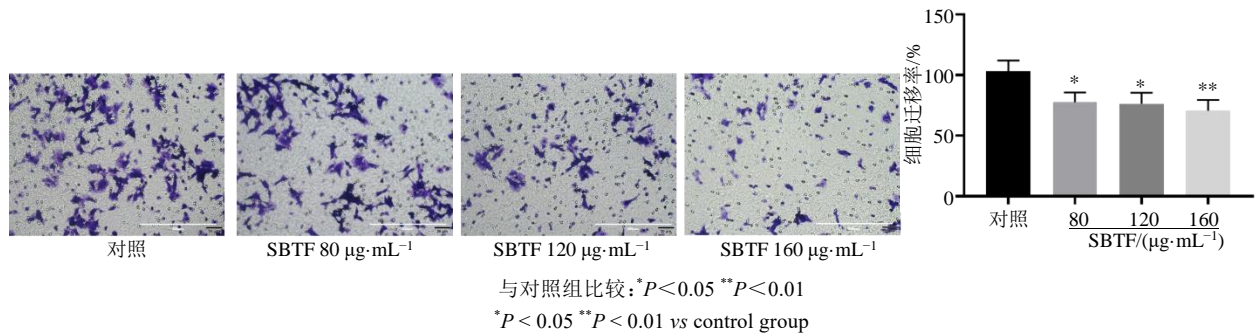 150
100
50
0
细胞迁移率/%
*
*
**
对照
80
120
160
SBTF/(μg·mL⁻¹)
对照
SBTF 80 μg·mL⁻¹
SBTF 120 μg·mL⁻¹
SBTF 160 μg·mL⁻¹
与对照组比较:*P<0.05 **P<0.01
*P < 0.05 **P < 0.01 vs control group